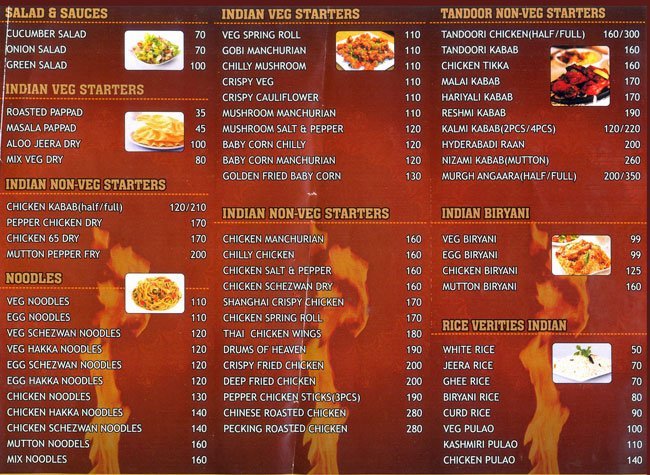 SALAD & SAUCES
CUCUMBER SALAD 70
ONION SALAD 70
GREEN SALAD 100
INDIAN VEG STARTERS
ROASTED PAPPAD 35
MASALA PAPPAD 45
ALOO JEERA DRY 100
MIX VEG DRY 80
INDIAN NON-VEG STARTERS
CHICKEN KABAB(half/full) 120/210
PEPPER CHICKEN DRY 170
CHICKEN 65 DRY 170
MUTTON PEPPER FRY 200
NOODLES
VEG NOODLES 110
EGG NOODLES 110
VEG SCHEZWAN NOODLES 120
VEG HAKKA NOODLES 120
EGG SCHEZWAN NOODLES 120
EGG HAKKA NOODLES 120
CHICKEN NOODLES 130
CHICKEN HAKKA NOODLES 140
CHICKEN SCHEZWAN NOODLES 140
MUTTON NOODELS 160
MIX NOODLES 160
INDIAN VEG STARTERS
VEG SPRING ROLL 110
GOBI MANCHURIAN 110
CHILLY MUSHROOM 110
CRISPY VEG 110
CRISPY CAULIFLOWER 110
MUSHROOM MANCHURIAN 110
MUSHROOM SALT & PEPPER 120
BABY CORN CHILLY 120
BABY CORN MANCHURIAN 120
GOLDEN FRIED BABY CORN 130
INDIAN NON-VEG STARTERS
CHICKEN MANCHURIAN 160
CHILLY CHICKEN 160
CHICKEN SALT & PEPPER 160
CHICKEN SCHEZWAN DRY 160
SHANGHAI CRISPY CHICKEN 170
CHICKEN SPRING ROLL 170
THAI CHICKEN WINGS 180
DRUMS OF HEAVEN 190
CRISPY FRIED CHICKEN 200
DEEP FRIED CHICKEN 200
PEPPER CHICKEN STICKS(3PCS) 190
CHINESE ROASTED CHICKEN 280
PECKING ROASTED CHICKEN 280
TANDOOR NON-VEG STARTERS
TANDOORI CHICKEN(HALF/FULL) 160/300
TANDOORI KABAB 160
CHICKEN TIKKA 160
MALAI KABAB 170
HARIYALI KABAB 170
RESHMI KABAB 190
KALMI KABAB(2PCS/4PCS) 120/220
HYDERABADI RAAN 200
NIZAMI KABAB(MUTTON) 260
MURGH ANGAARA(HALF/FULL) 200/350
INDIAN BIRYANI
VEG BIRYANI 99
EGG BIRYANI 99
CHICKEN BIRYANI 125
MUTTON BIRYANI 160
RICE VERITIES INDIAN
WHITE RICE 50
JEERA RICE 70
GHEE RICE 70
BIRYANI RICE 80
CURD RICE 90
VEG PULAO 100
KASHMIRI PULAO 110
CHICKEN PULAO 140